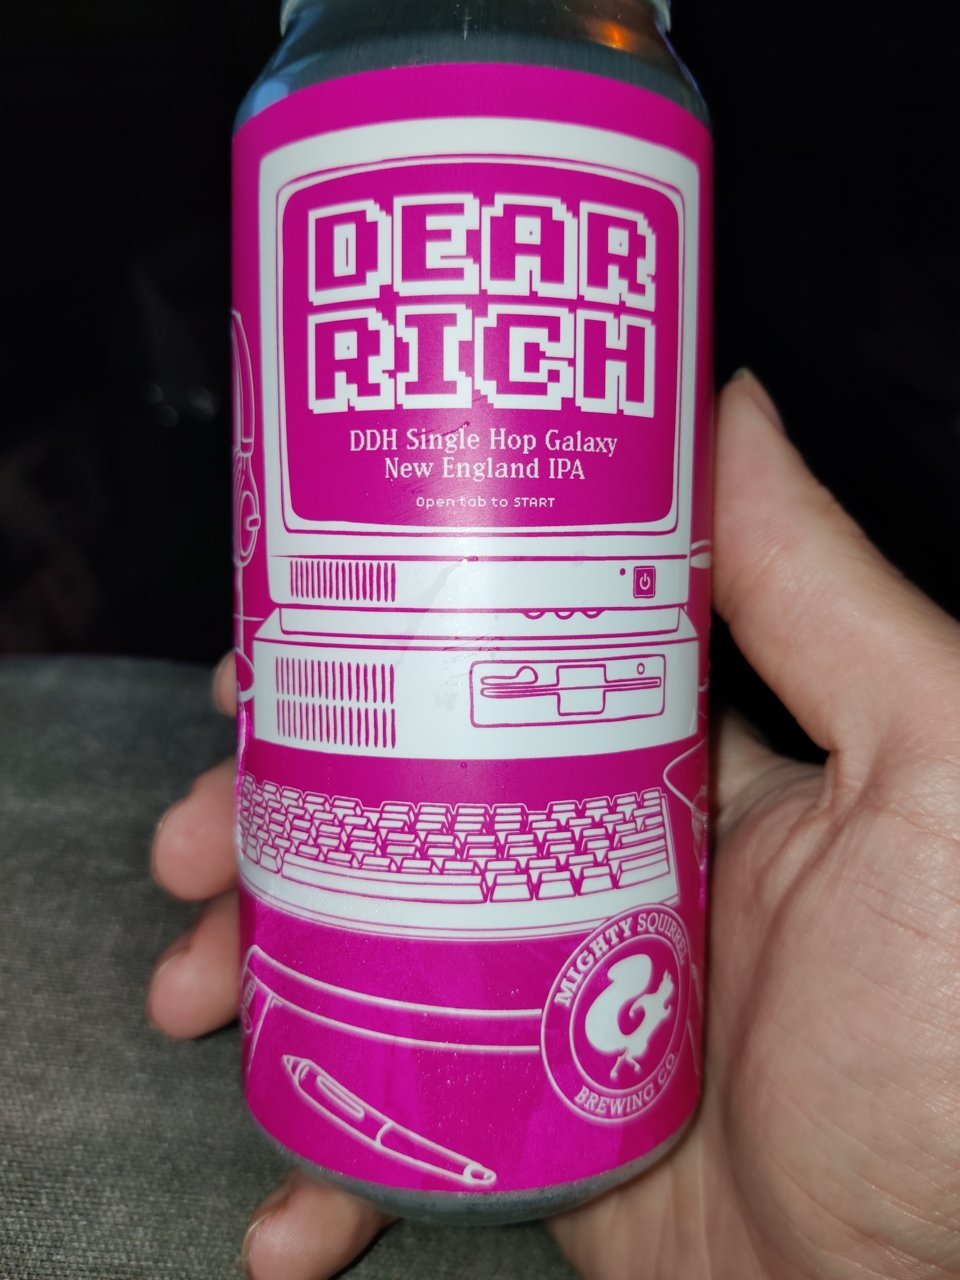 DEAR
RICH
DDH Single Hop Galaxy
New England IPA
Open tab to START
MIGHTY SQUIRREL
BREWING CO.